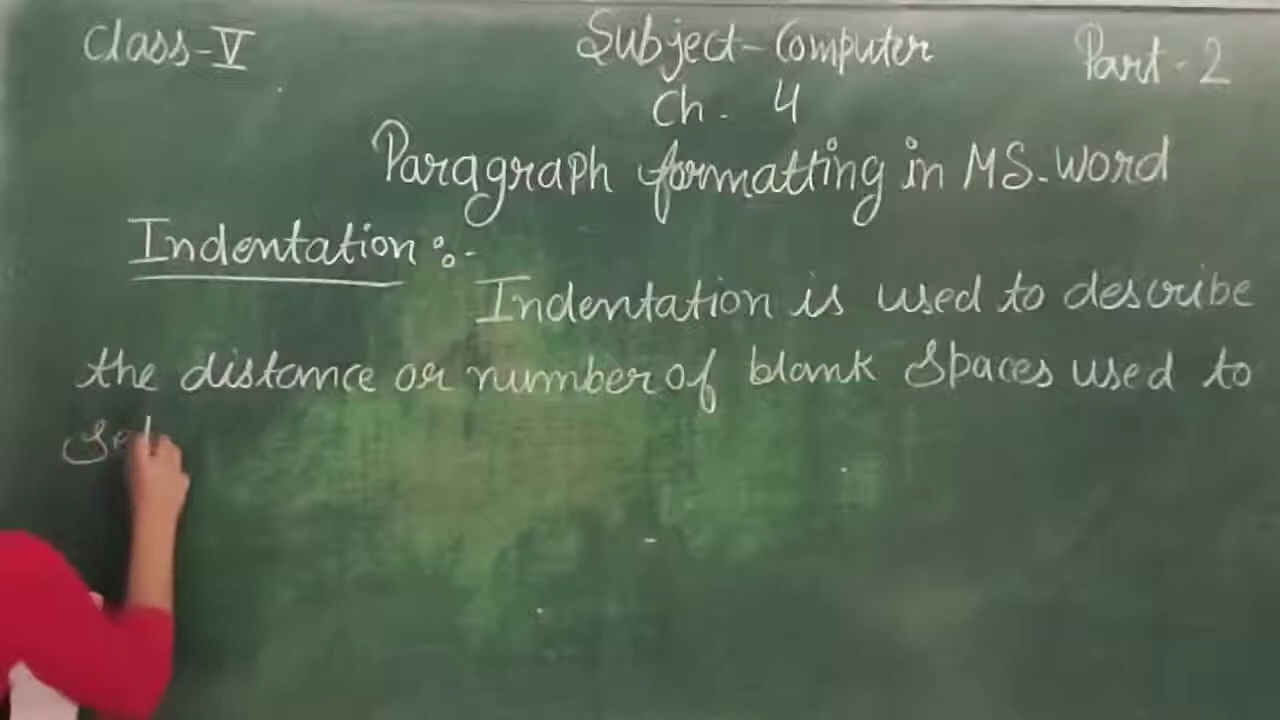 Class-V Subject-Computer Part-2
Ch. 4
Paragraph formatting in MS-Word
Indentation :-
Indentation is used to describe
the distance or number of blank spaces used to